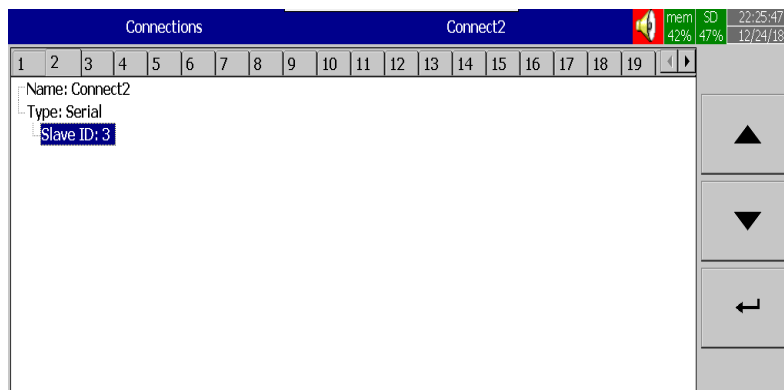 Connections Connect2 mem SD 22:25:47
42% 47% 12/24/18
1 2 3 4 5 6 7 8 9 10 11 12 13 14 15 16 17 18 19
Name: Connect2
Type: Serial
Slave ID: 3